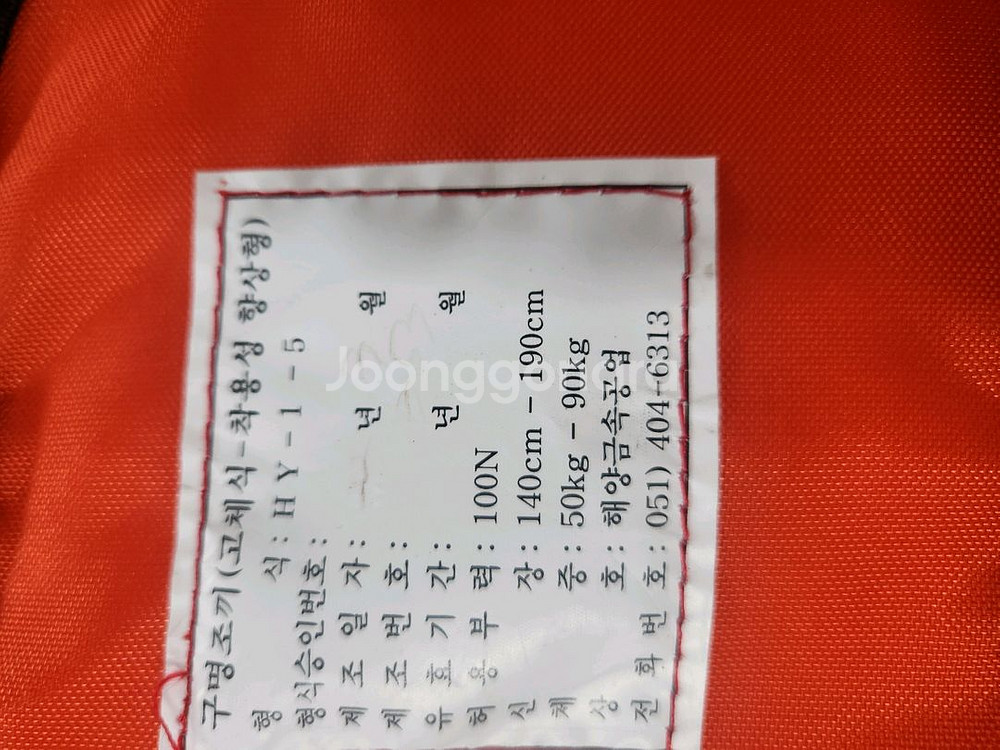 구명조끼(고체식-착용성 향상형)
형 식 : HY-1-5
형식승인번호 :
제 조 일 자 : 년 월
제 조 번 호 :
유 효 기 간 : 년 월
허 용 부 력 : 100N
신 장 : 140cm - 190cm
체 중 : 50kg - 90kg
상 호 : 해양금속공업
전 화 번 호 : 051) 404-6313
Joonggonara